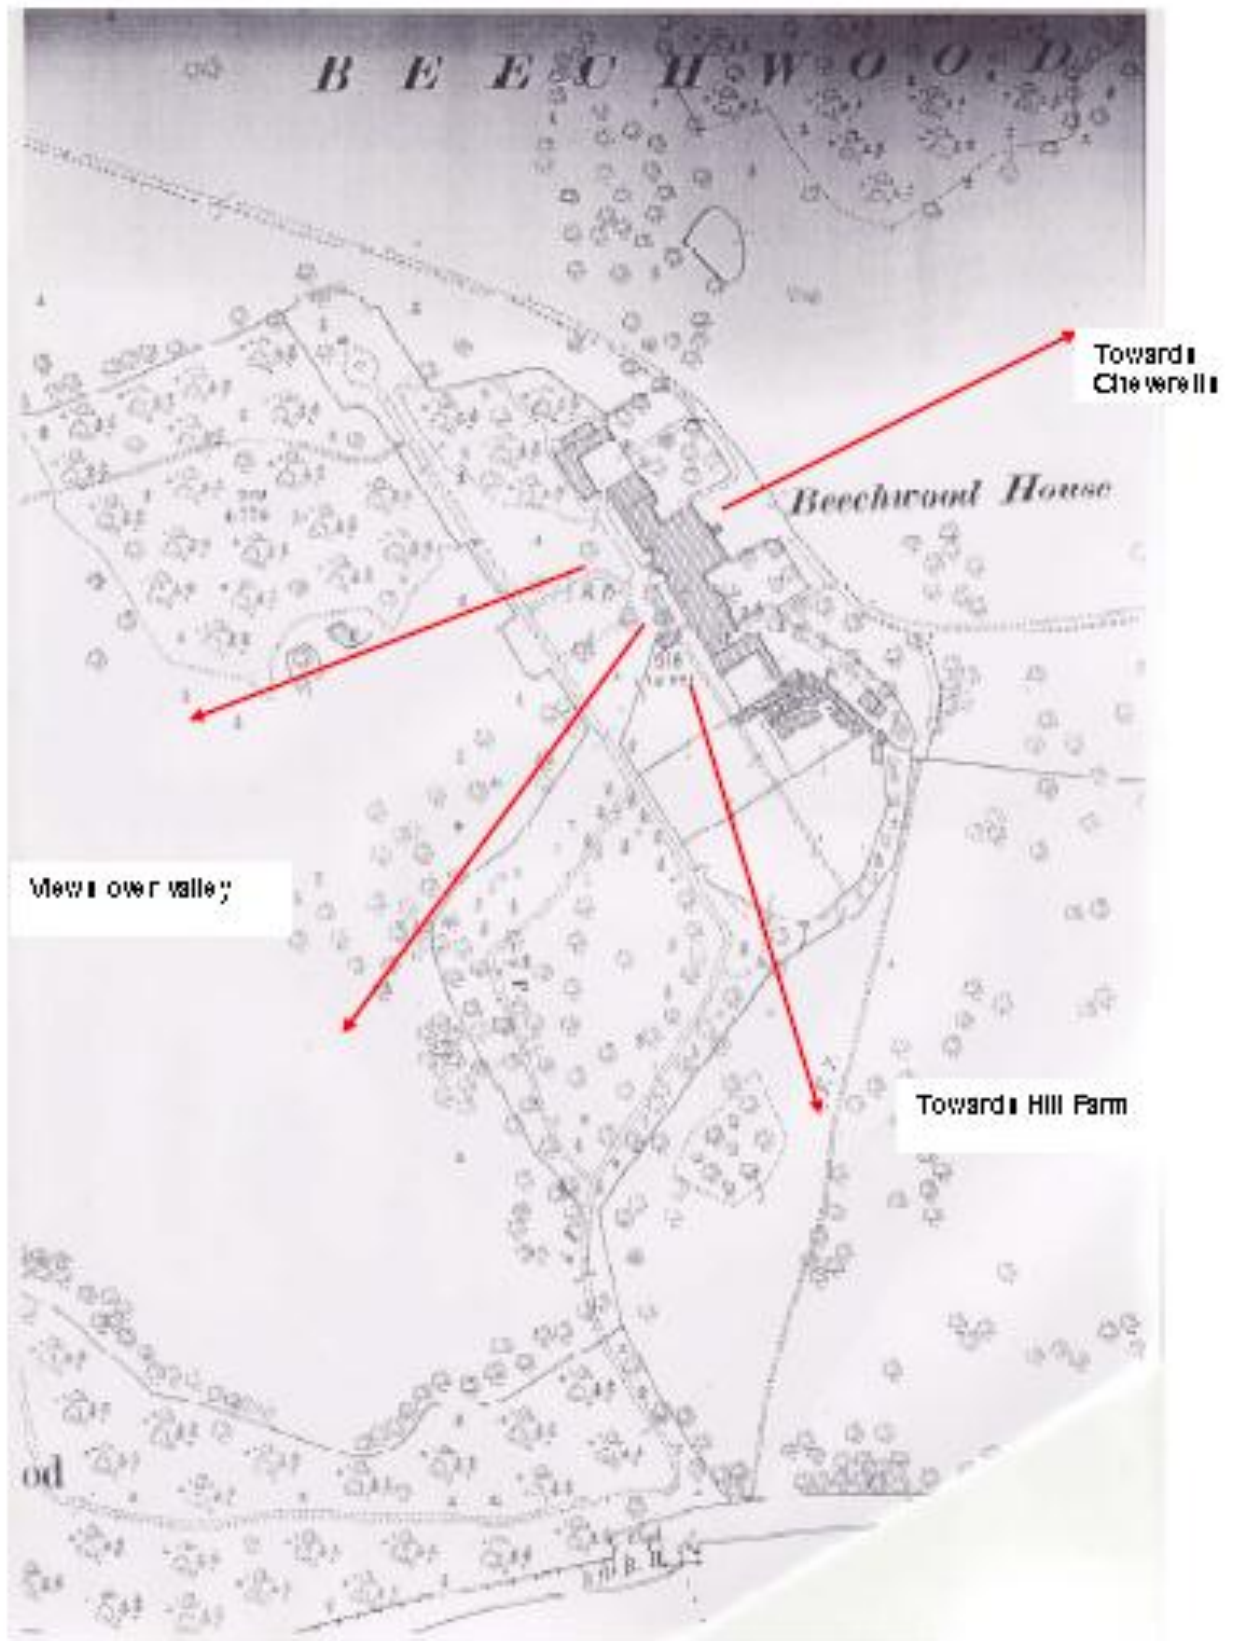 BEECHWOOD
Towards
Cheverells
Beechwood House
Views over valley
Towards Hill Farm
od